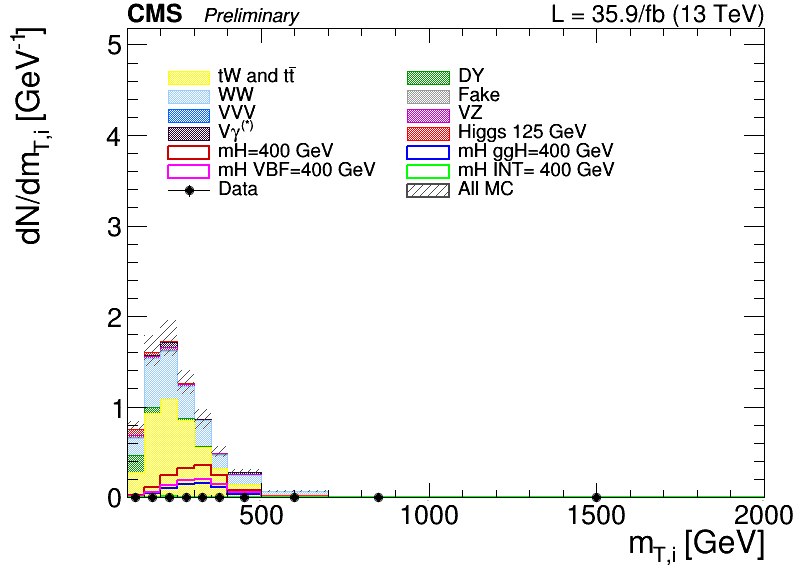 CMS Preliminary L = 35.9/fb (13 TeV)
dN/dm_{T,i} [GeV^{-1}]
5
4
3
2
1
0
tW and tt̅ DY
WW Fake
VVV VZ
Vγ^{(*)} Higgs 125 GeV
mH=400 GeV mH ggH=400 GeV
mH VBF=400 GeV mH INT= 400 GeV
Data All MC
500 1000 1500 2000
m_{T,i} [GeV]